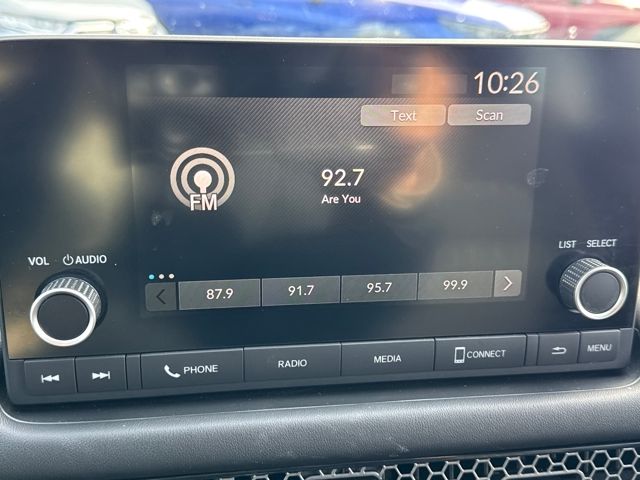 10:26
Text Scan
92.7
FM
Are You
LIST SELECT
VOL AUDIO
87.9 91.7 95.7 99.9
PHONE RADIO MEDIA CONNECT MENU